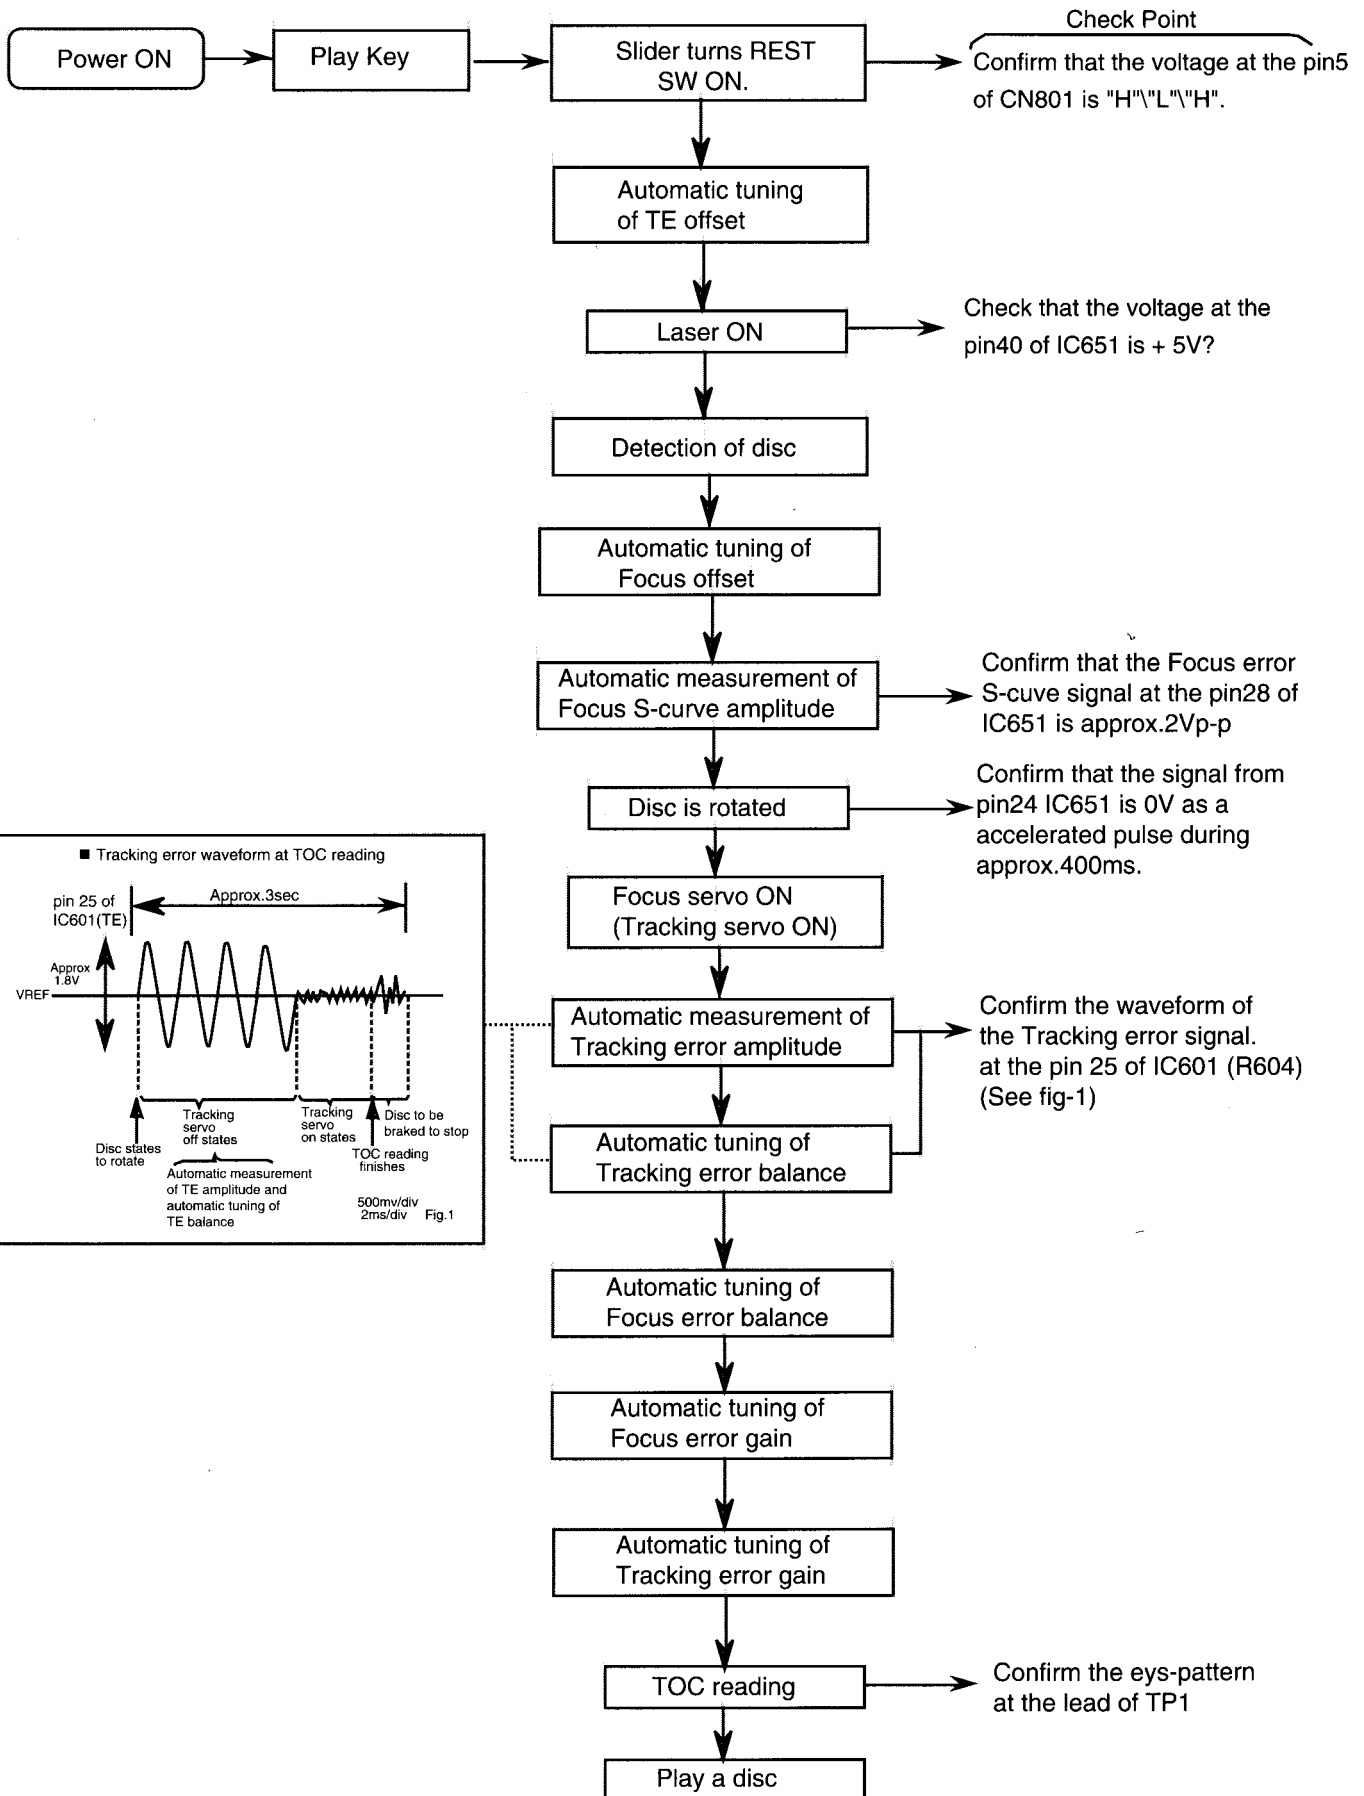 Check Point
Power ON
Play Key
Slider turns REST
SW ON.
Confirm that the voltage at the pin5
of CN801 is "H"\"L"\"H".
Automatic tuning
of TE offset
Laser ON
Check that the voltage at the
pin40 of IC651 is + 5V?
Detection of disc
Automatic tuning of
Focus offset
Automatic measurement of
Focus S-curve amplitude
Confirm that the Focus error
S-cuve signal at the pin28 of
IC651 is approx.2Vp-p
Disc is rotated
Confirm that the signal from
pin24 IC651 is 0V as a
accelerated pulse during
approx.400ms.
Focus servo ON
(Tracking servo ON)
■ Tracking error waveform at TOC reading
pin 25 of
IC601(TE)
Approx.3sec
Approx
1.8V
VREF
Tracking
servo
off states
Tracking
servo
on states
Disc to be
braked to stop
Disc states
to rotate
TOC reading
finishes
Automatic measurement
of TE amplitude and
automatic tuning of
TE balance
500mv/div
2ms/div
Fig.1
Automatic measurement of
Tracking error amplitude
Confirm the waveform of
the Tracking error signal.
at the pin 25 of IC601 (R604)
(See fig-1)
Automatic tuning of
Tracking error balance
Automatic tuning of
Focus error balance
Automatic tuning of
Focus error gain
Automatic tuning of
Tracking error gain
TOC reading
Confirm the eys-pattern
at the lead of TP1
Play a disc